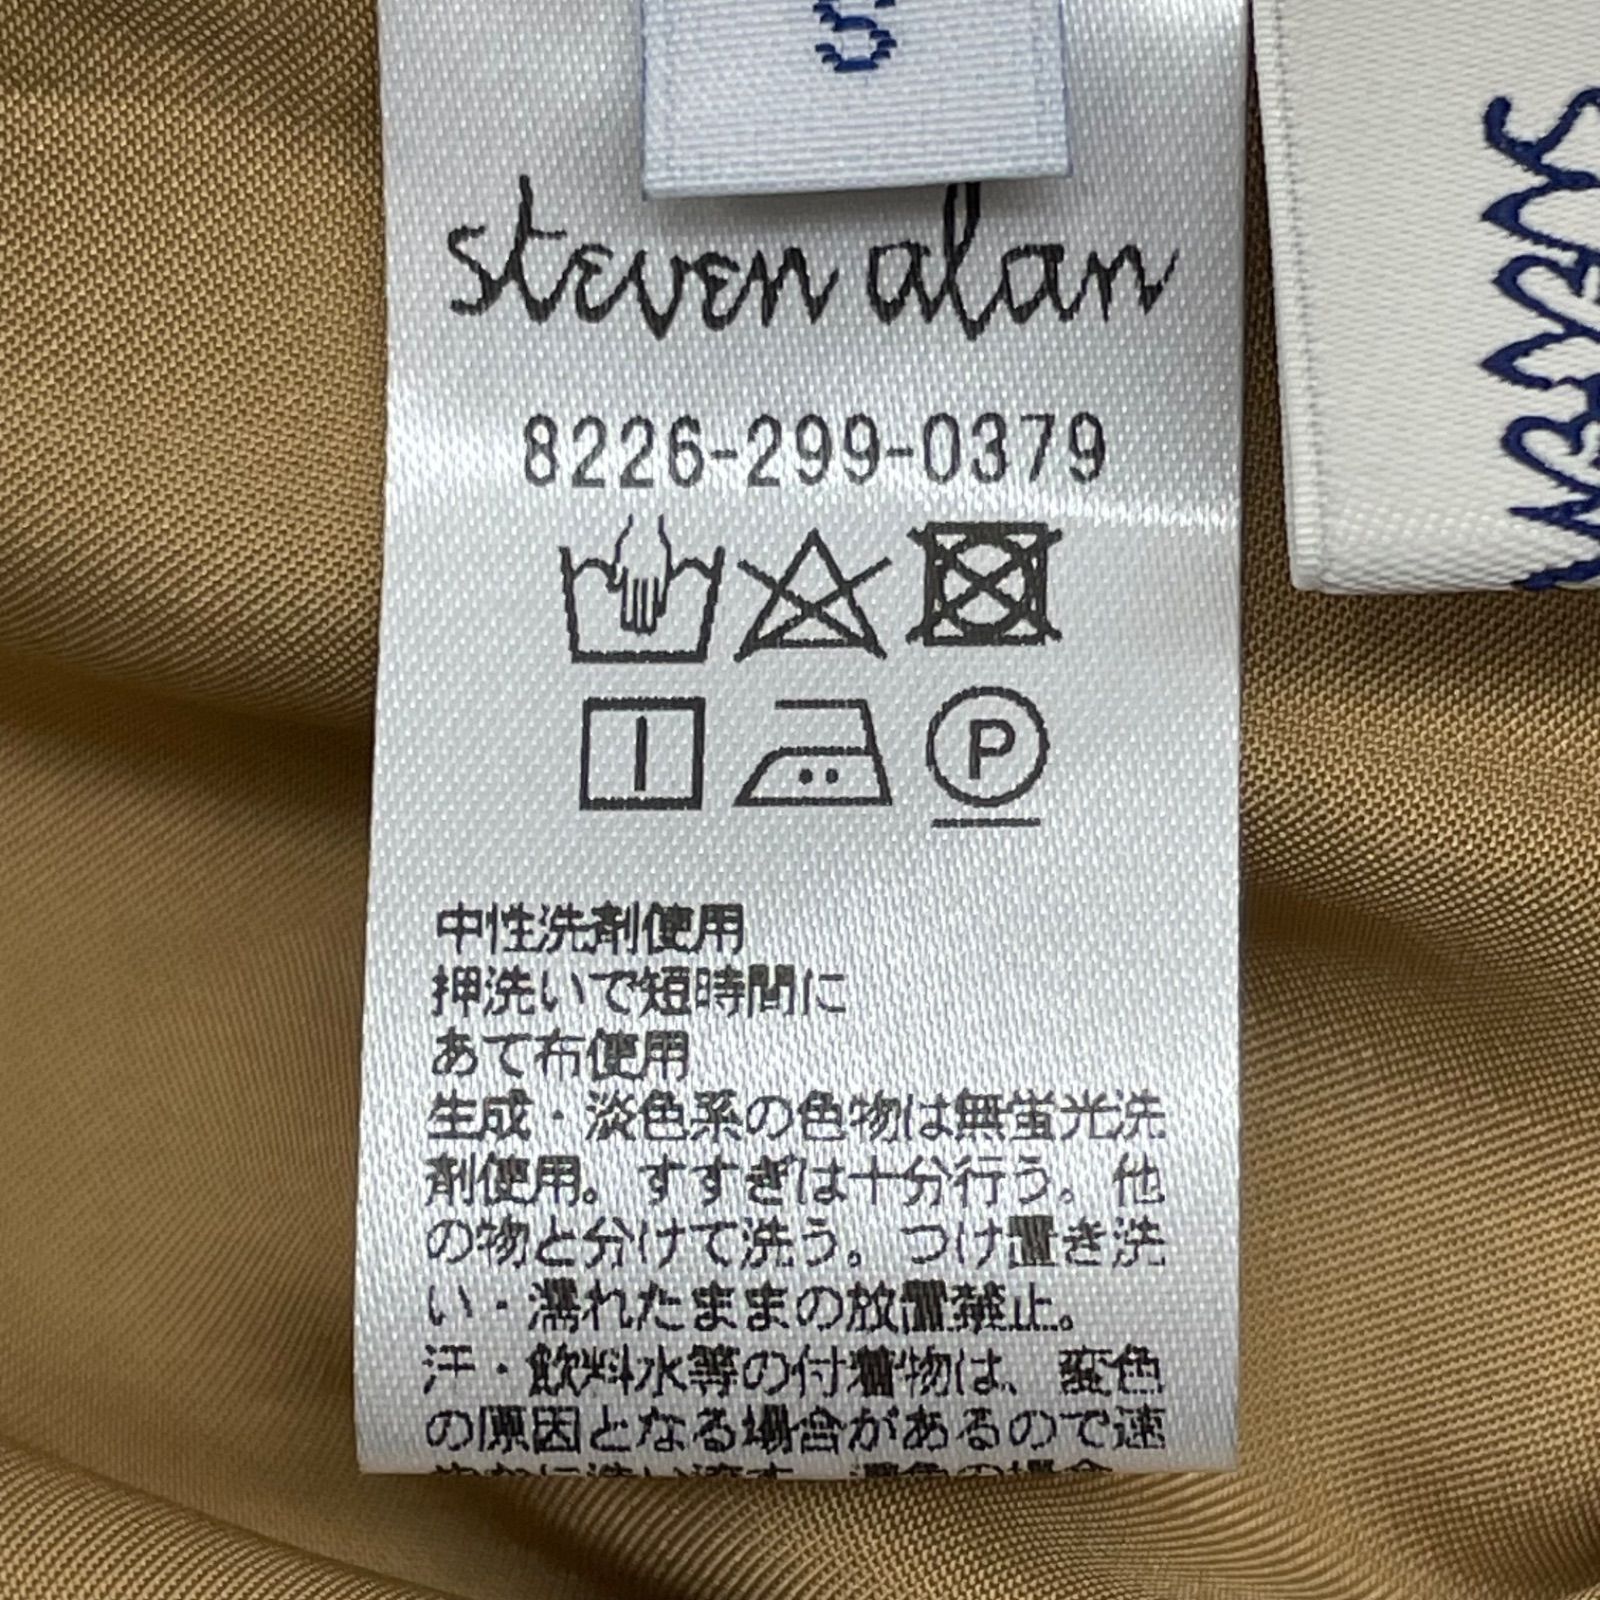 steven alan
8226-299-0379
P
中性洗剤使用
押洗いで短時間に
あて布使用
生成・淡色系の色物は無蛍光洗
剤使用。すすぎは十分行う。他
の物と分けて洗う。つけ置き洗
い・濡れたままの放置禁止。
汗・飲料水等の付着物は、変色
の原因となる場合があるので速